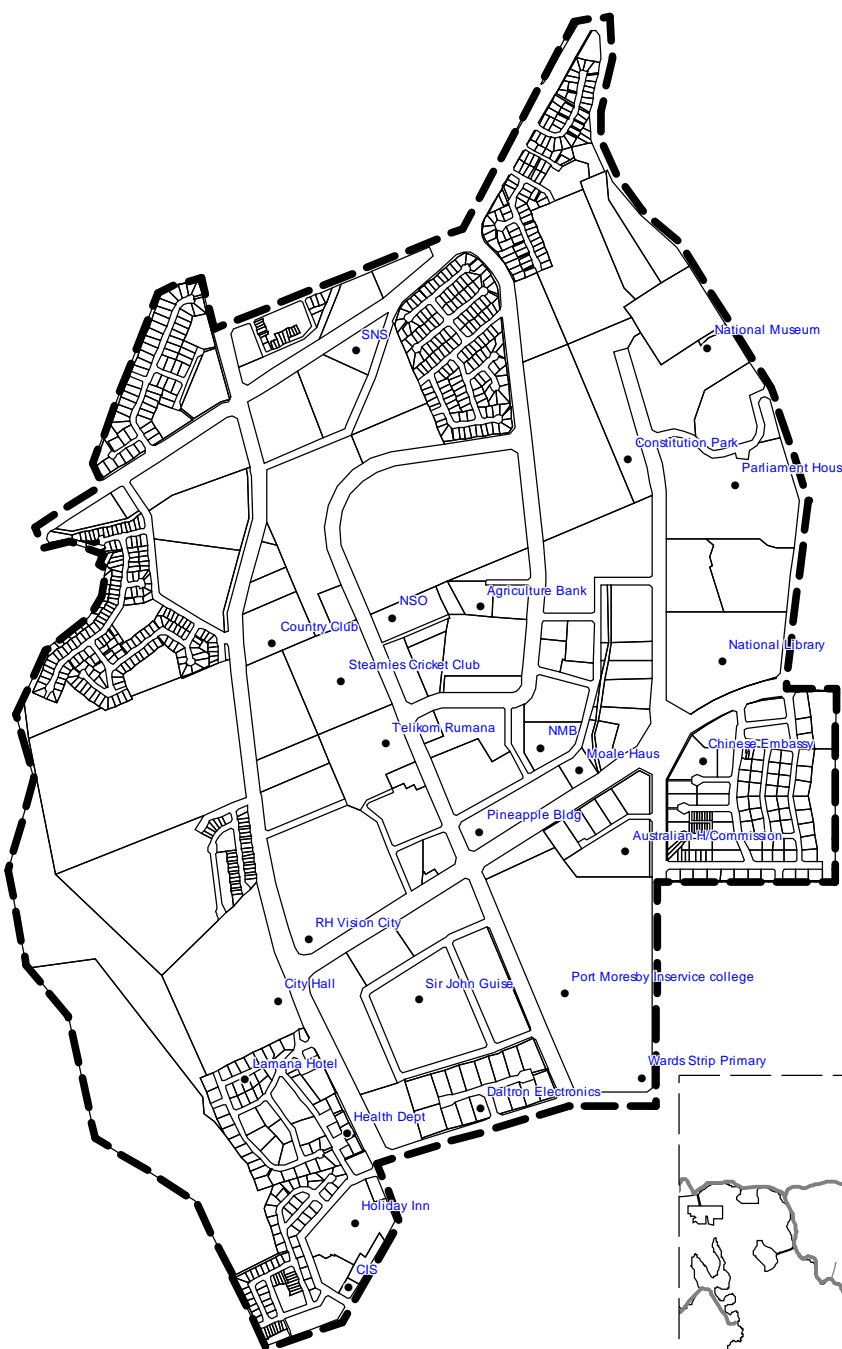 National Museum
SNS
Constitution Park
Parliament Hous
Agriculture Bank
NSO
Country Club
National Library
Steamies Cricket Club
Telikom Rumana
NMB
Chinese Embassy
Moale Haus
Pineapple Bldg
Australian H/Commission
RH Vision City
Port Moresby Inservice college
City Hall
Sir John Guise
Wards Strip Primary
Lamana Hotel
Daltron Electronics
Health Dept
Holiday Inn
CIS